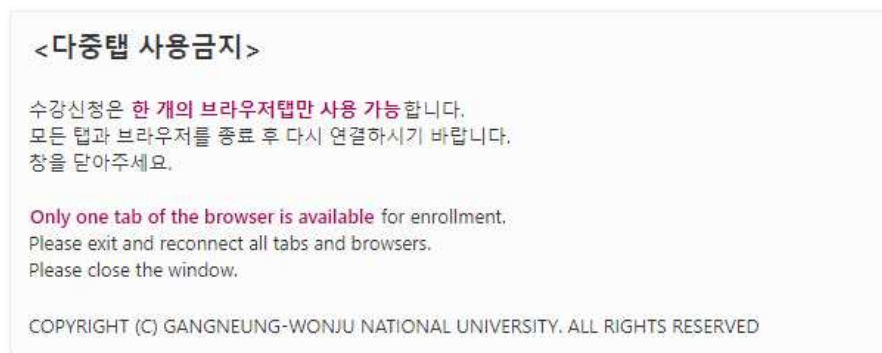 <다중탭 사용금지>
수강신청은 한 개의 브라우저탭만 사용 가능합니다.
모든 탭과 브라우저를 종료 후 다시 연결하시기 바랍니다.
창을 닫아주세요.
Only one tab of the browser is available for enrollment.
Please exit and reconnect all tabs and browsers.
Please close the window.
COPYRIGHT (C) GANGNEUNG-WONJU NATIONAL UNIVERSITY. ALL RIGHTS RESERVED